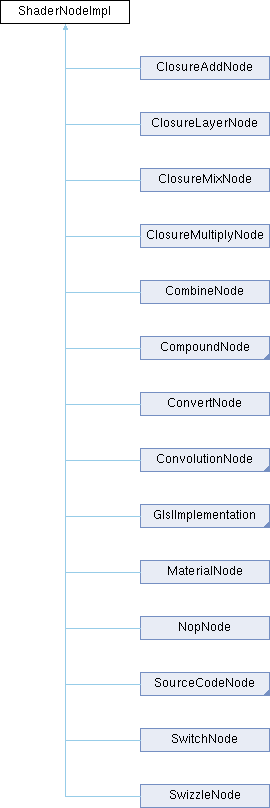 ShaderNodeImpl
ClosureAddNode
ClosureLayerNode
ClosureMixNode
ClosureMultiplyNode
CombineNode
CompoundNode
ConvertNode
ConvolutionNode
GlslImplementation
MaterialNode
NopNode
SourceCodeNode
SwitchNode
SwizzleNode